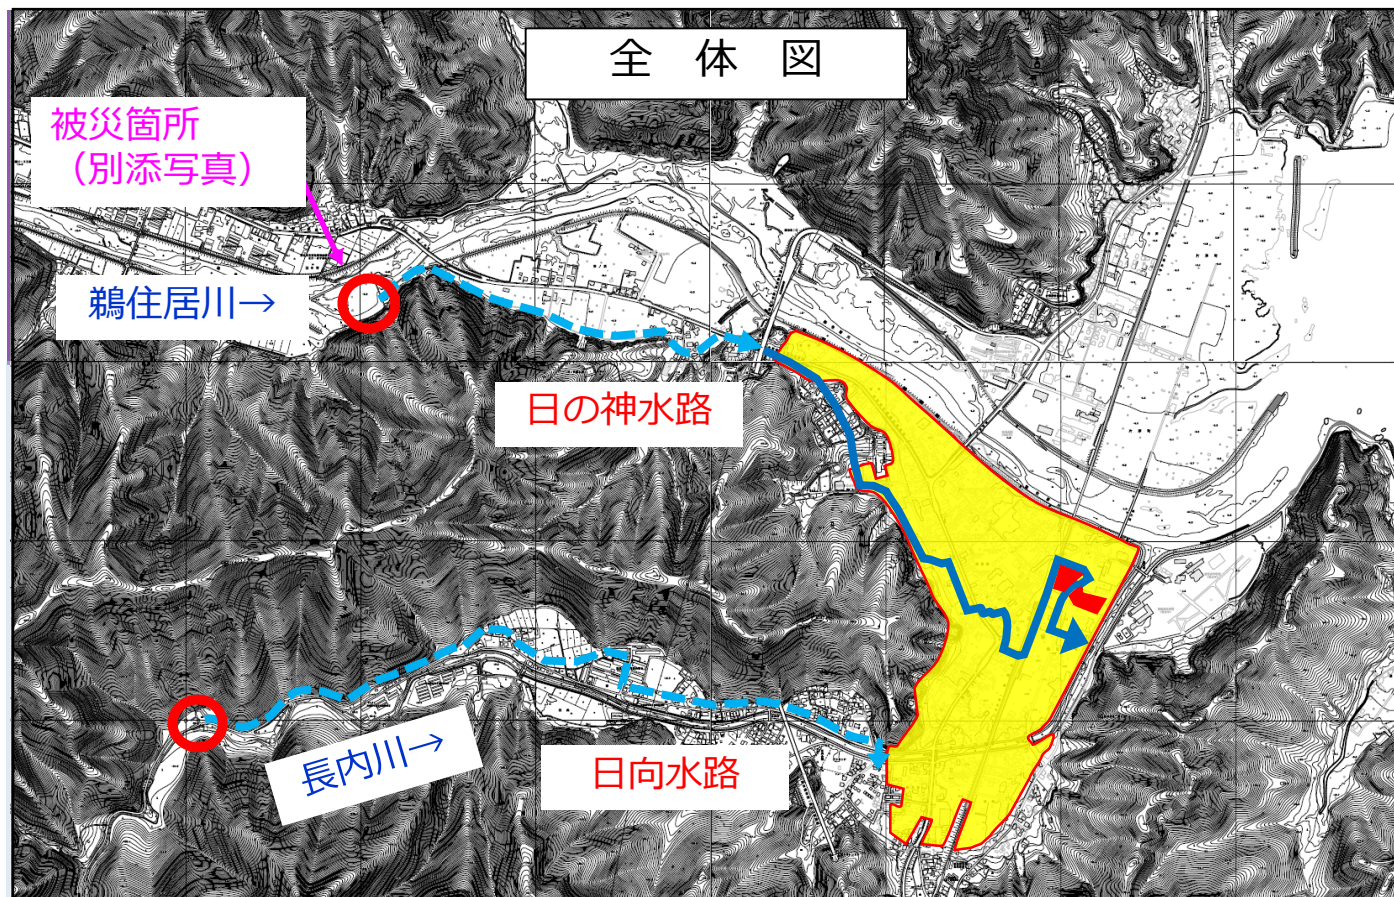 全 体 図
被災箇所
（別添写真）
鵜住居川→
日の神水路
長内川→
日向水路